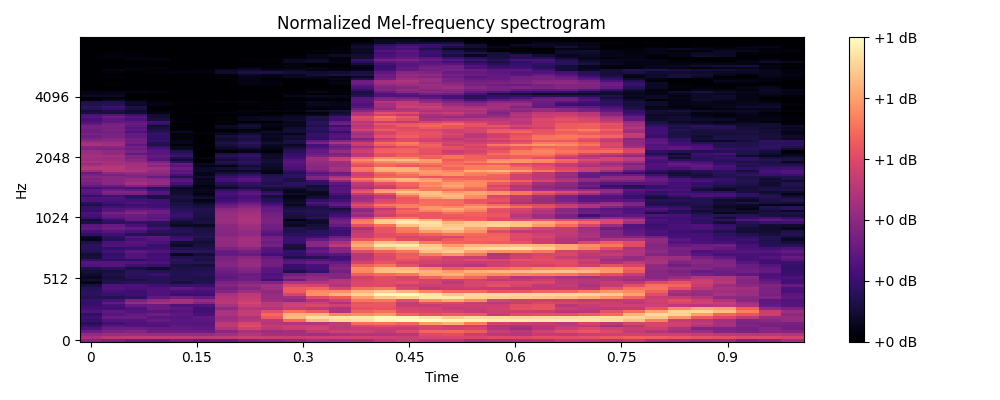 Normalized Mel-frequency spectrogram
+1 dB
4096
+1 dB
2048
+1 dB
Hz
1024
+0 dB
512
+0 dB
0
+0 dB
0 0.15 0.3 0.45 0.6 0.75 0.9
Time